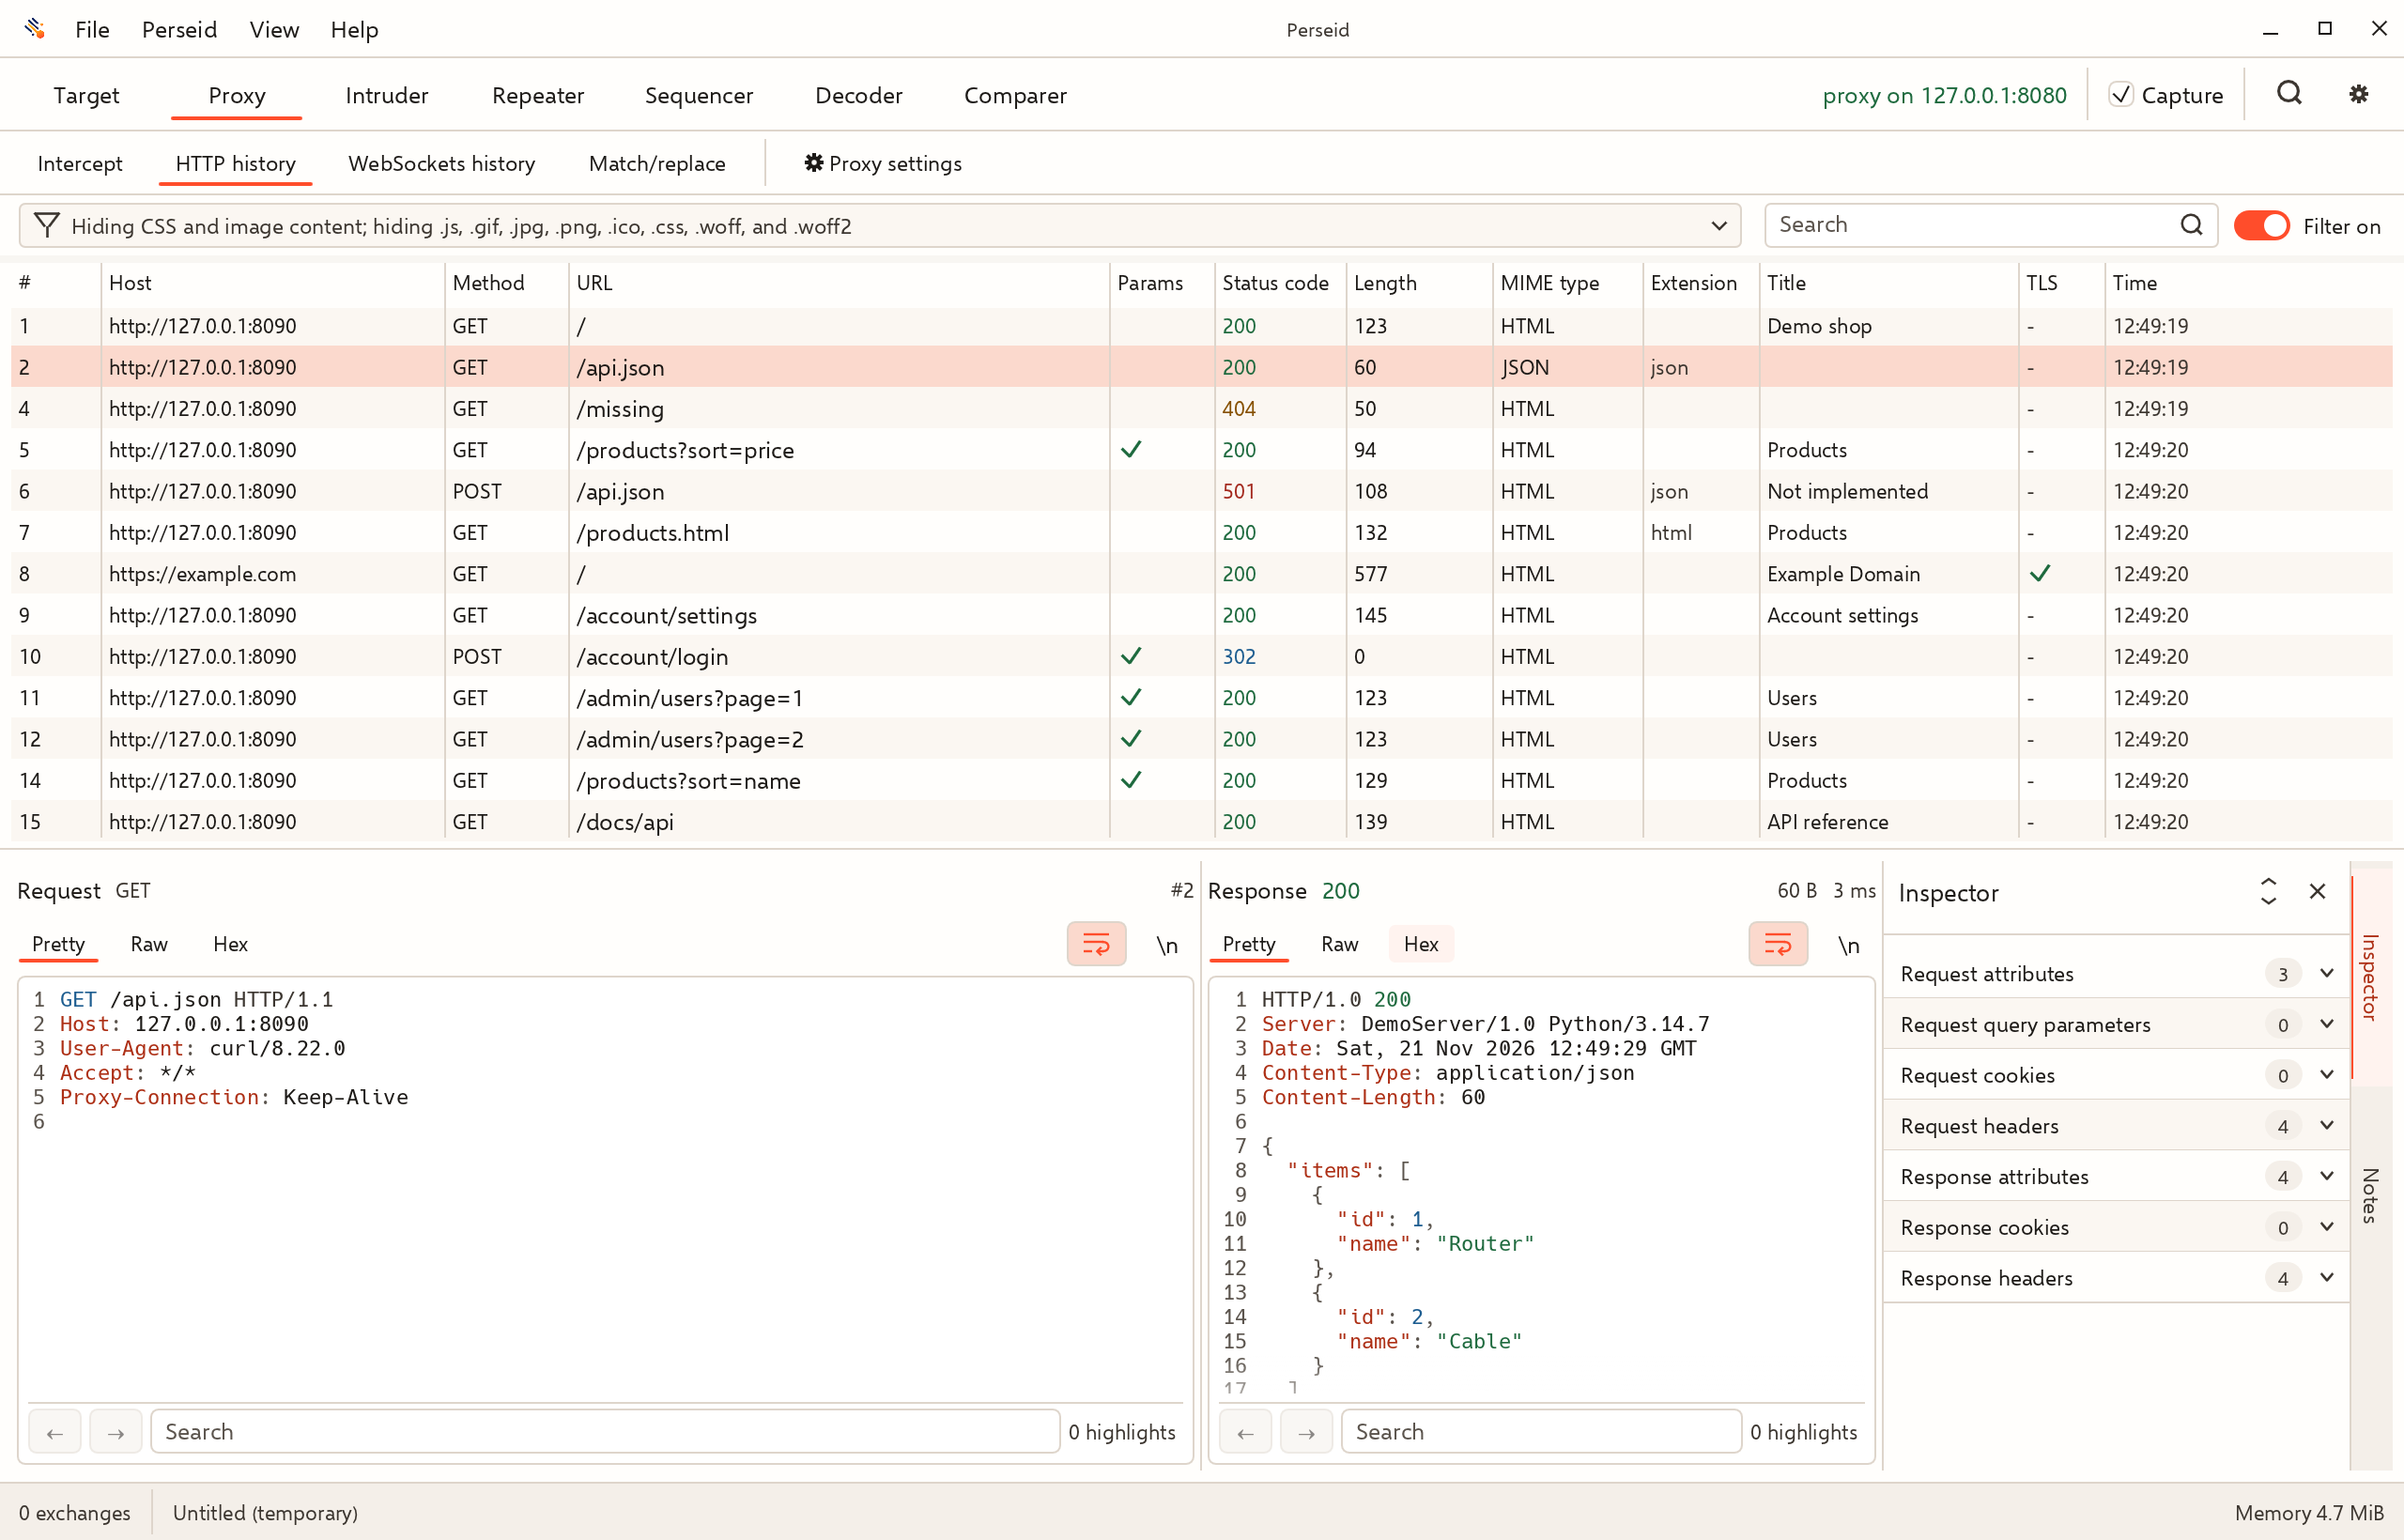 File Perseid View Help Perseid
Target Proxy Intruder Repeater Sequencer Decoder Comparer proxy on 127.0.0.1:8080 Capture
Intercept HTTP history WebSockets history Match/replace Proxy settings
Hiding CSS and image content; hiding .js, .gif, .jpg, .png, .ico, .css, .woff, and .woff2 Search Filter on
# Host Method URL Params Status code Length MIME type Extension Title TLS Time
1 http://127.0.0.1:8090 GET / 200 123 HTML Demo shop - 12:49:19
2 http://127.0.0.1:8090 GET /api.json 200 60 JSON json - 12:49:19
4 http://127.0.0.1:8090 GET /missing 404 50 HTML - 12:49:19
5 http://127.0.0.1:8090 GET /products?sort=price 200 94 HTML Products - 12:49:20
6 http://127.0.0.1:8090 POST /api.json 501 108 HTML json Not implemented - 12:49:20
7 http://127.0.0.1:8090 GET /products.html 200 132 HTML html Products - 12:49:20
8 https://example.com GET / 200 577 HTML Example Domain 12:49:20
9 http://127.0.0.1:8090 GET /account/settings 200 145 HTML Account settings - 12:49:20
10 http://127.0.0.1:8090 POST /account/login 302 0 HTML - 12:49:20
11 http://127.0.0.1:8090 GET /admin/users?page=1 200 123 HTML Users - 12:49:20
12 http://127.0.0.1:8090 GET /admin/users?page=2 200 123 HTML Users - 12:49:20
14 http://127.0.0.1:8090 GET /products?sort=name 200 129 HTML Products - 12:49:20
15 http://127.0.0.1:8090 GET /docs/api 200 139 HTML API reference - 12:49:20
Request GET #2
Pretty Raw Hex \n
1 GET /api.json HTTP/1.1
2 Host: 127.0.0.1:8090
3 User-Agent: curl/8.22.0
4 Accept: */*
5 Proxy-Connection: Keep-Alive
6
← → Search 0 highlights
Response 200 60 B 3 ms
Pretty Raw Hex \n
1 HTTP/1.0 200
2 Server: DemoServer/1.0 Python/3.14.7
3 Date: Sat, 21 Nov 2026 12:49:29 GMT
4 Content-Type: application/json
5 Content-Length: 60
6
7 {
8 "items": [
9 {
10 "id": 1,
11 "name": "Router"
12 },
13 {
14 "id": 2,
15 "name": "Cable"
16 }
17 ]
← → Search 0 highlights
Inspector
Request attributes 3
Request query parameters 0
Request cookies 0
Request headers 4
Response attributes 4
Response cookies 0
Response headers 4
Inspector
Notes
0 exchanges Untitled (temporary) Memory 4.7 MiB